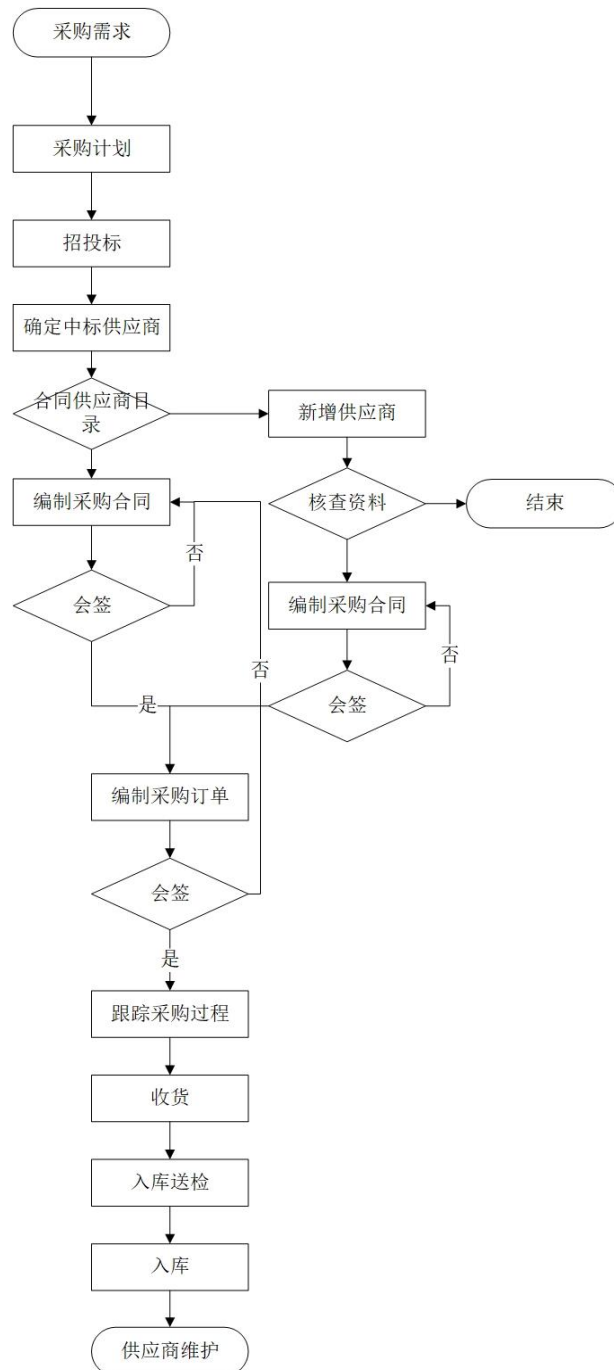 采购需求
采购计划
招投标
确定中标供应商
合同供应商目
录
新增供应商
编制采购合同
核查资料
结束
否
会签
编制采购合同
否
否
是
会签
编制采购订单
会签
是
跟踪采购过程
收货
入库送检
入库
供应商维护